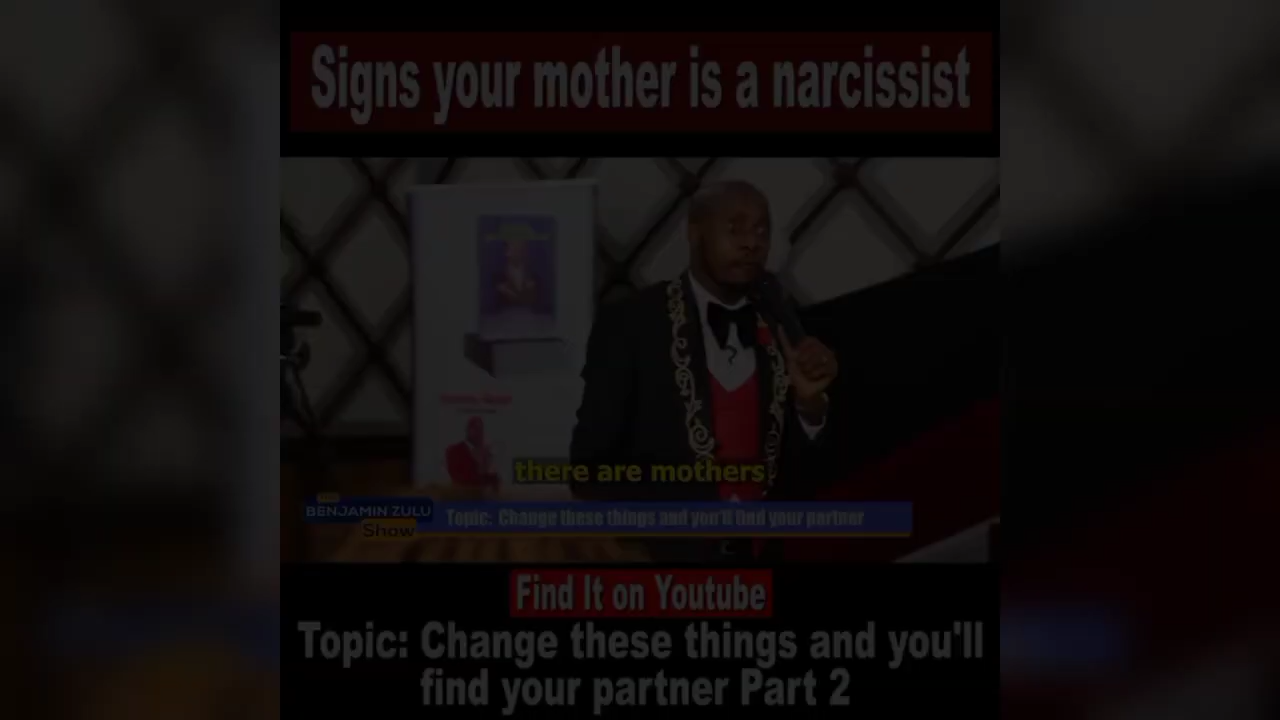 Signs your mother is a narcissist
there are mothers
BENJAMIN ZULU
Show
Topic: Change these things and you'll find your partner
Find It on Youtube
Topic: Change these things and you'll
find your partner Part 2